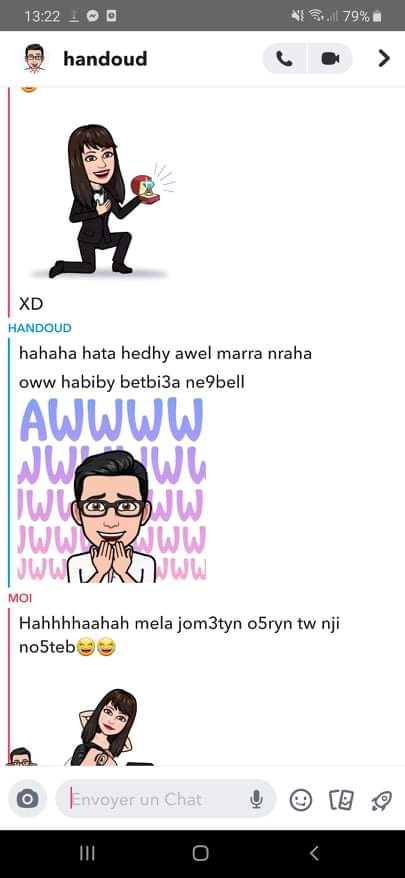 13:22
79%
handoud
XD
HANDOUD
hahaha hata hedhy awel marra nraha
oww habiby betbi3a ne9bell
AWWWW
MOI
Hahhhhaahah mela jom3tyn o5ryn tw nji
no5teb😅😅
Envoyer un Chat